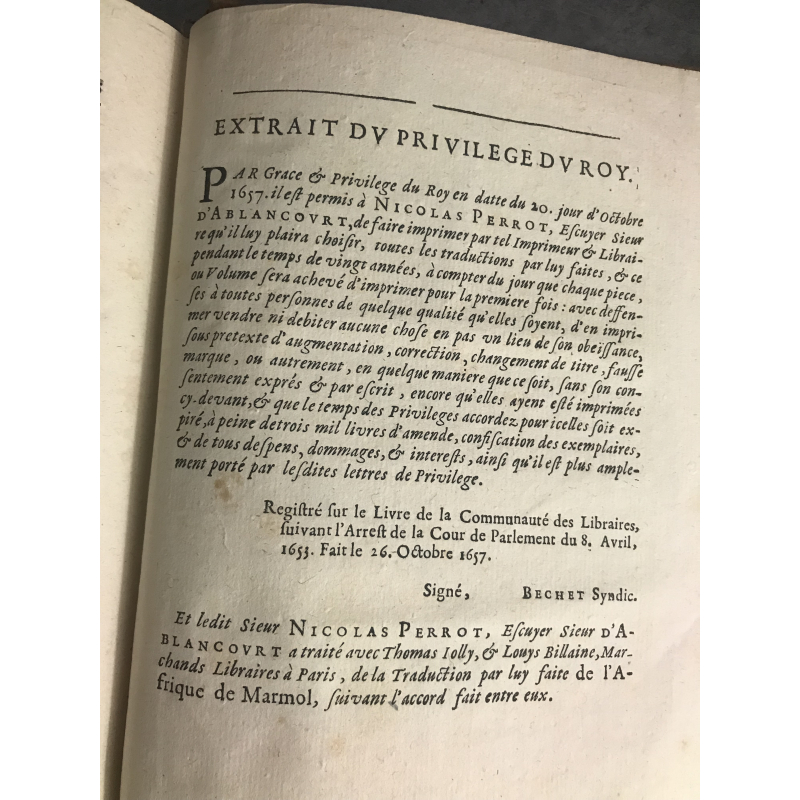 EXTRAIT DV PRIVILEGE DV ROY.
PAR Grace & Privilege du Roy en datte du 20. jour d'Octobre
1657. il eſt permis à NICOLAS PERROT, Eſcuyer Sieur
D'ABLANCOVRT, de faire imprimer par tel Imprimeur & Librai-
re qu'il luy plaira choiſir, toutes les traductions par luy faites, & ce
pendant le temps de vingt années, à compter du jour que chaque piece,
ou Volume ſera achevé d'imprimer pour la premiere fois : avec deffen-
ſes à toutes perſonnes de quelque qualité qu'elles ſoyent, d'en impri-
mer vendre ni debiter aucune choſe en pas vn lieu de ſon obeiſſance,
ſous pretexte d'augmentation, correction, changement de titre, fauſſe
marque, ou autrement, en quelque maniere que ce ſoit, ſans ſon con-
ſentement exprés & par eſcrit, encore qu'elles ayent eſté imprimées
cy-devant, & que le temps des Privileges accordez pour icelles ſoit ex-
piré, à peine de trois mil livres d'amende, confiſcation des exemplaires,
& de tous deſpens, dommages, & intereſts, ainſi qu'il eſt plus ample-
ment porté par leſdites lettres de Privilege.
Regiſtré ſur le Livre de la Communauté des Libraires,
ſuivant l'Arreſt de la Cour de Parlement du 8. Avril,
1653. Fait le 26. Octobre 1657.
Signé, BECHET Syndic.
Et ledit Sieur NICOLAS PERROT, Eſcuyer Sieur D'A-
BLANCOVRT a traité avec Thomas Iolly, & Louys Billaine, Mar-
chands Libraires à Paris, de la Traduction par luy faite de l'A-
frique de Marmol, ſuivant l'accord fait entre eux.